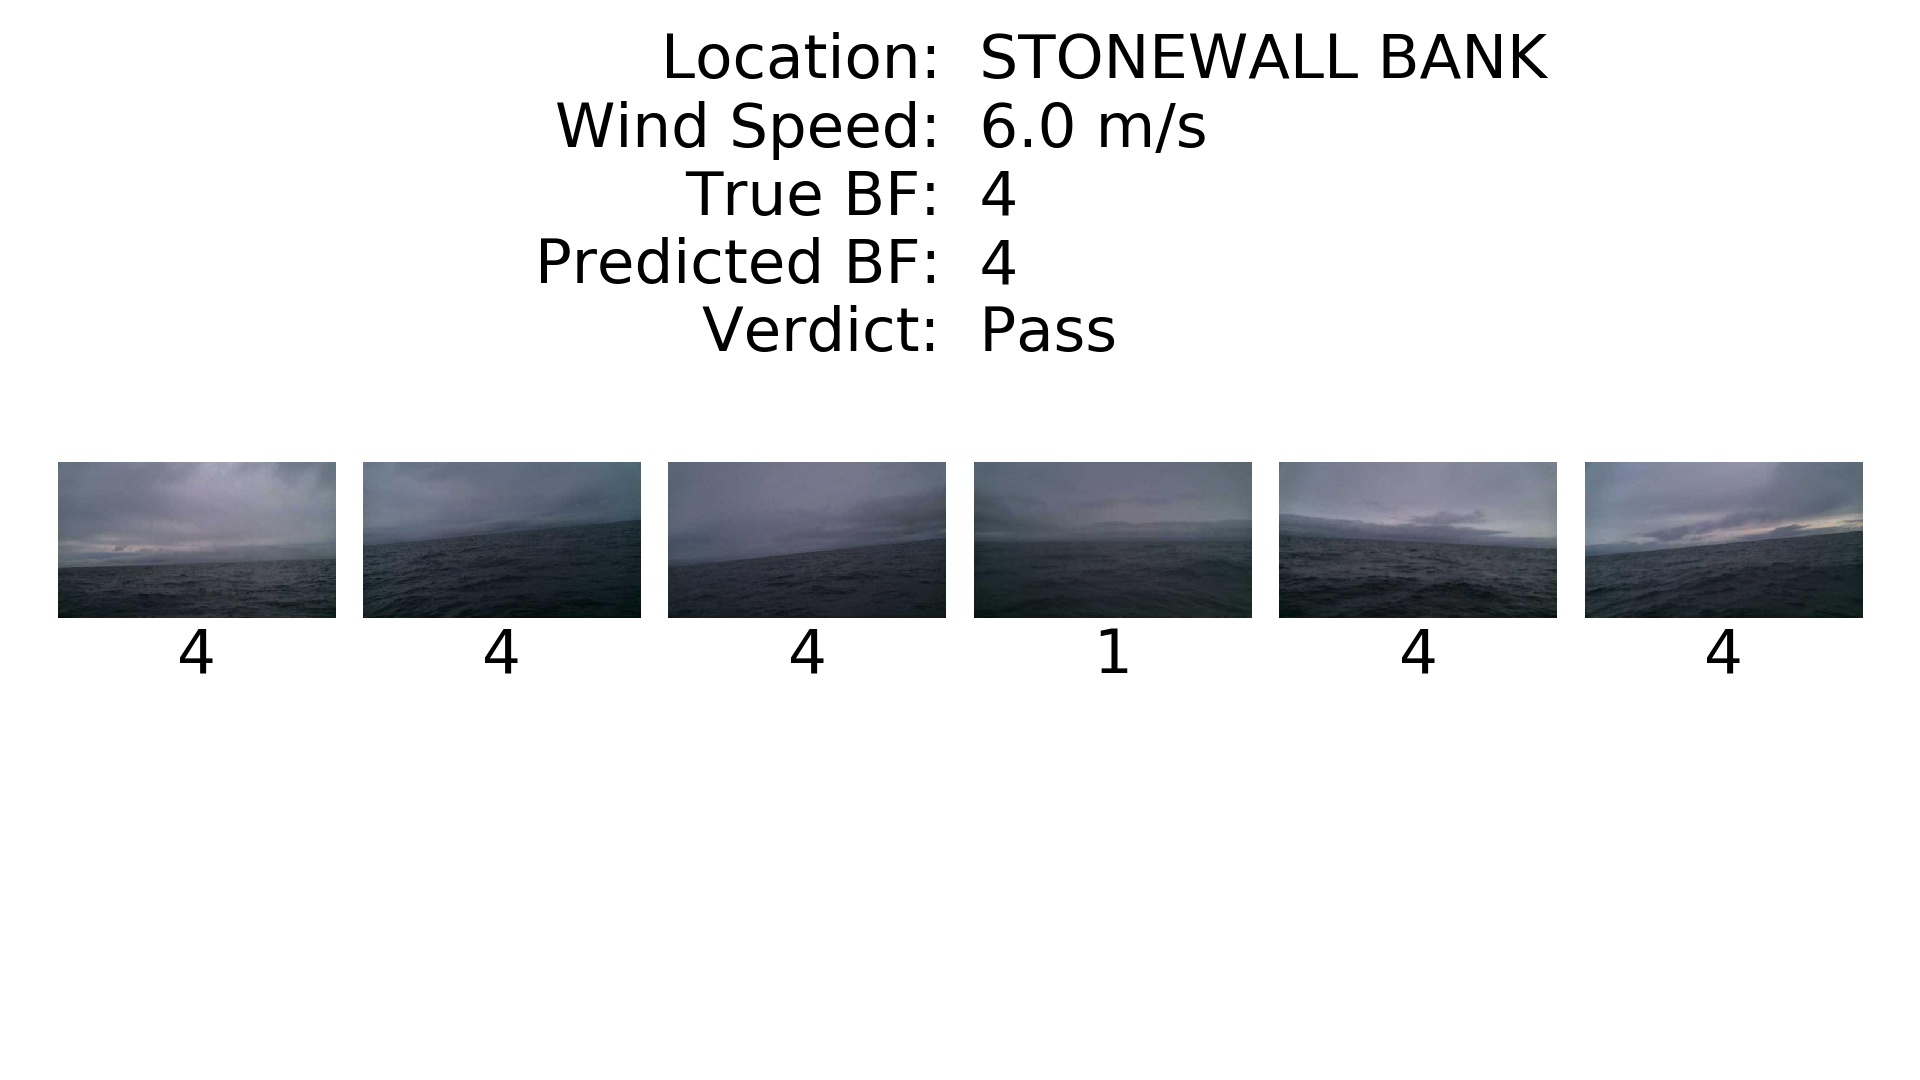 Location: STONEWALL BANK
Wind Speed: 6.0 m/s
True BF: 4
Predicted BF: 4
Verdict: Pass
4 4 4 1 4 4